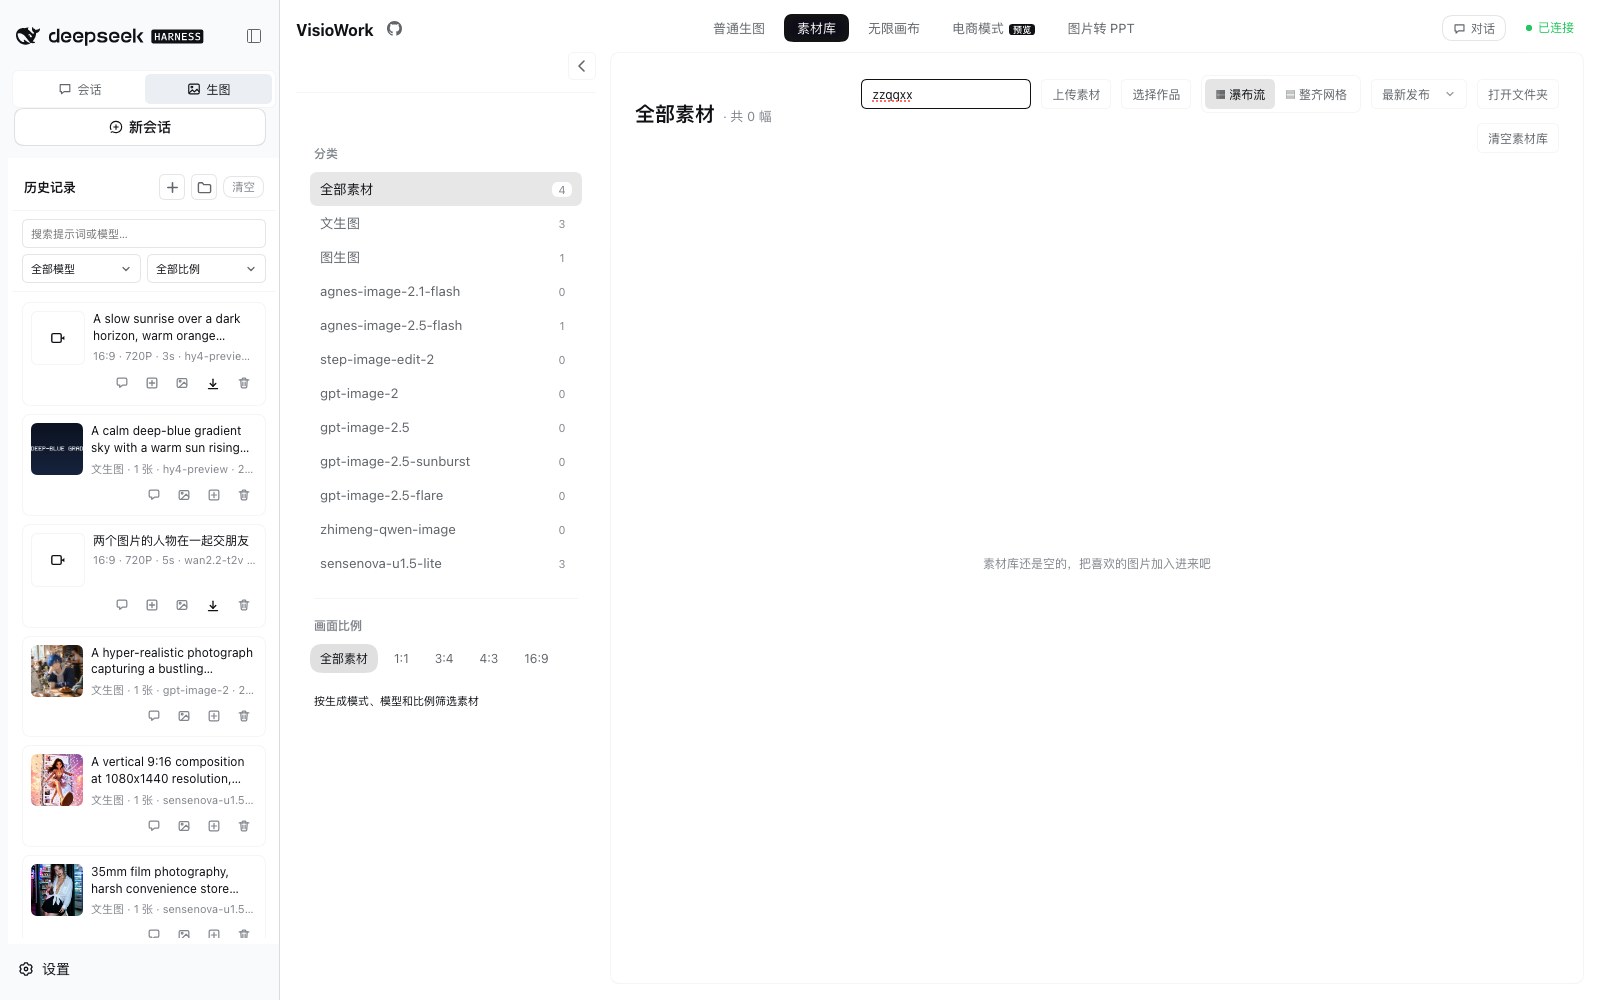 deepseek HARNESS
会话
生图
新会话
历史记录
清空
搜索提示词或模型...
全部模型
全部比例
A slow sunrise over a dark
horizon, warm orange...
16:9 · 720P · 3s · hy4-previe...
A calm deep-blue gradient
sky with a warm sun rising...
文生图 · 1 张 · hy4-preview · 2...
DEEP-BLUE GRAD
两个图片的人物在一起交朋友
16:9 · 720P · 5s · wan2.2-t2v ...
A hyper-realistic photograph
capturing a bustling...
文生图 · 1 张 · gpt-image-2 · 2...
A vertical 9:16 composition
at 1080x1440 resolution,...
文生图 · 1 张 · sensenova-u1.5...
35mm film photography,
harsh convenience store...
文生图 · 1 张 · sensenova-u1.5...
设置
VisioWork
普通生图
素材库
无限画布
电商模式 预览
图片转 PPT
对话
已连接
分类
全部素材 4
文生图 3
图生图 1
agnes-image-2.1-flash 0
agnes-image-2.5-flash 1
step-image-edit-2 0
gpt-image-2 0
gpt-image-2.5 0
gpt-image-2.5-sunburst 0
gpt-image-2.5-flare 0
zhimeng-qwen-image 0
sensenova-u1.5-lite 3
画面比例
全部素材 1:1 3:4 4:3 16:9
按生成模式、模型和比例筛选素材
全部素材 · 共 0 幅
zzqqxx
上传素材
选择作品
瀑布流
整齐网格
最新发布
打开文件夹
清空素材库
素材库还是空的，把喜欢的图片加入进来吧